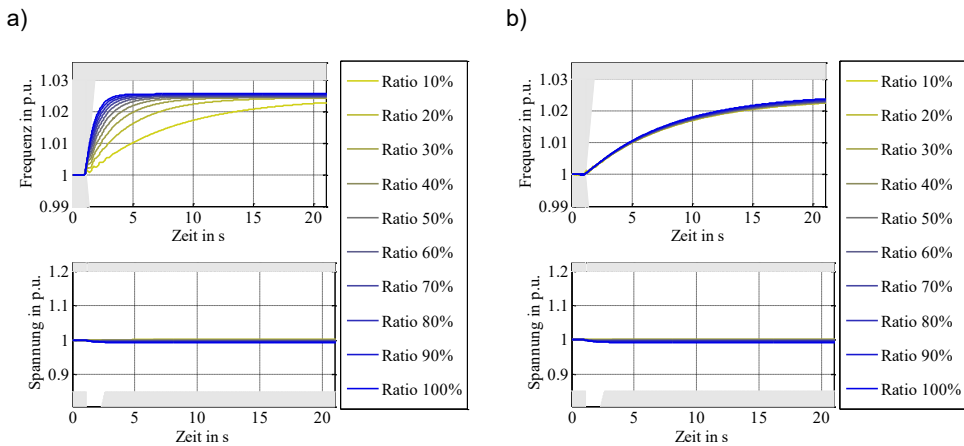 a)
1.03
1.02
1.01
1
0.99
Frequenz in p.u.
0 5 10 15 20
Zeit in s
1.2
1.1
1
0.9
Spannung in p.u.
0 5 10 15 20
Zeit in s
Ratio 10%
Ratio 20%
Ratio 30%
Ratio 40%
Ratio 50%
Ratio 60%
Ratio 70%
Ratio 80%
Ratio 90%
Ratio 100%
b)
1.03
1.02
1.01
1
0.99
Frequenz in p.u.
0 5 10 15 20
Zeit in s
1.2
1.1
1
0.9
Spannung in p.u.
0 5 10 15 20
Zeit in s
Ratio 10%
Ratio 20%
Ratio 30%
Ratio 40%
Ratio 50%
Ratio 60%
Ratio 70%
Ratio 80%
Ratio 90%
Ratio 100%